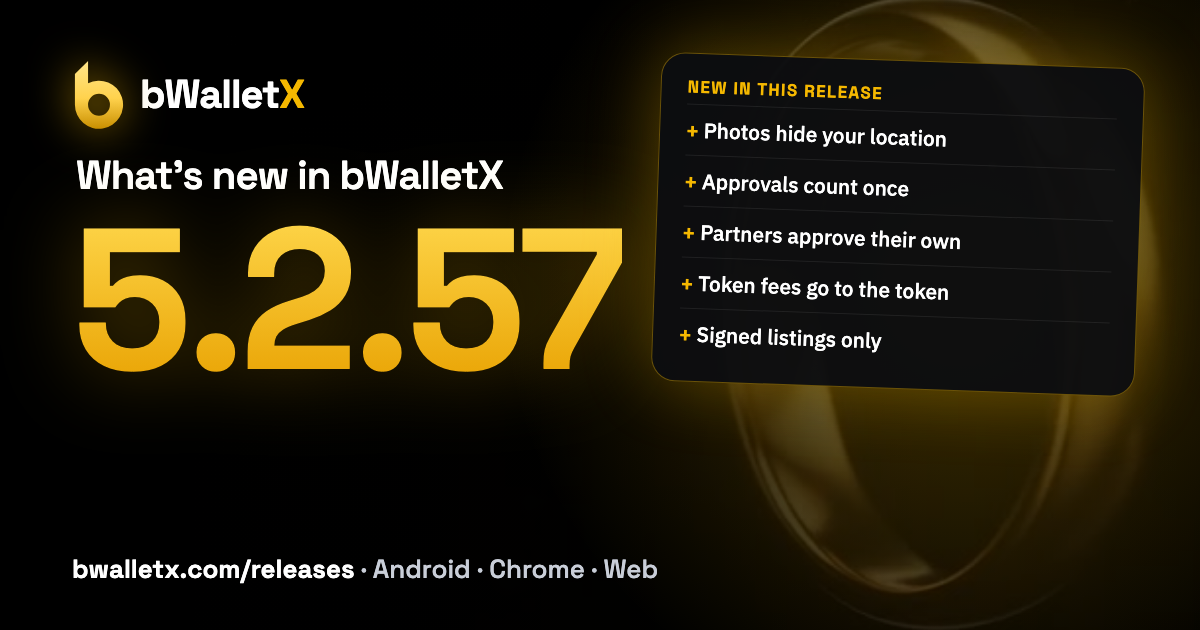 bWalletX
What's new in bWalletX
5.2.57
NEW IN THIS RELEASE
+ Photos hide your location
+ Approvals count once
+ Partners approve their own
+ Token fees go to the token
+ Signed listings only
bwalletx.com/releases · Android · Chrome · Web